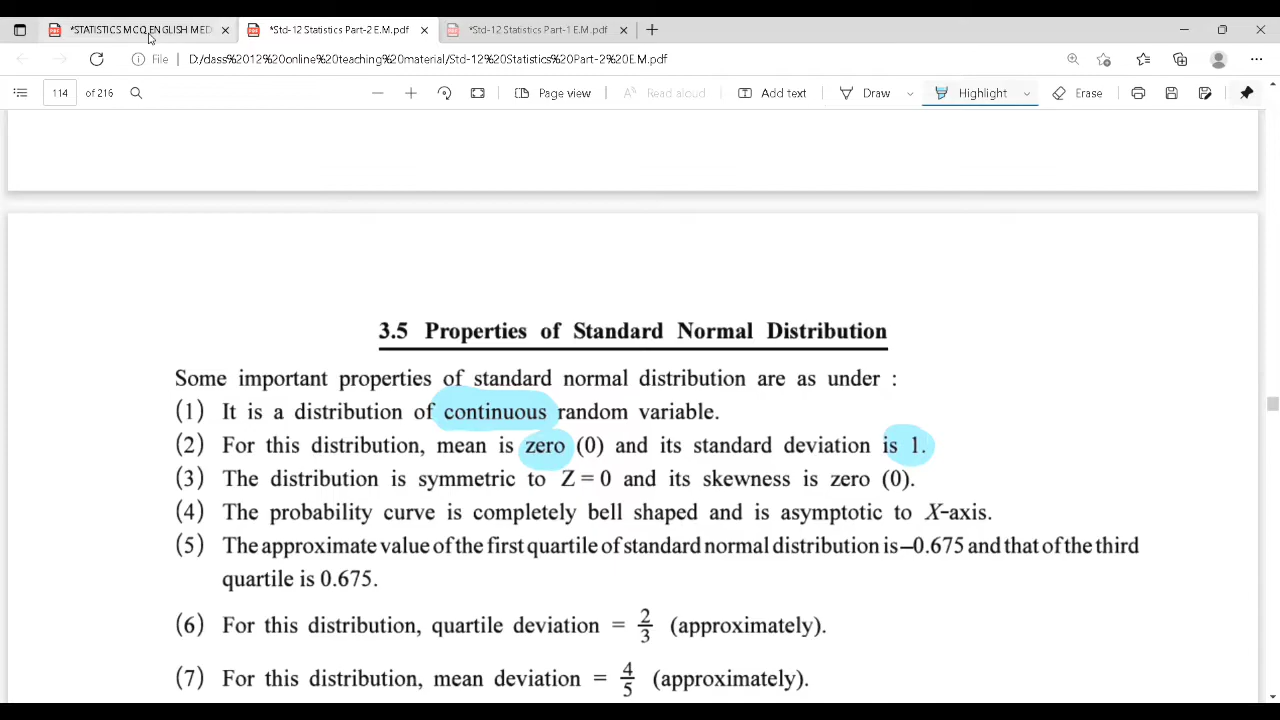 *STATISTICS MCQ ENGLISH MED
*Std-12 Statistics Part-2 E.M.pdf
*Std-12 Statistics Part-1 E.M.pdf
File
D:/class%2012%20online%20teaching%20material/Std-12%20Statistics%20Part-2%20E.M.pdf
114 of 216
Page view
Read aloud
Add text
Draw
Highlight
Erase
3.5 Properties of Standard Normal Distribution
Some important properties of standard normal distribution are as under :
(1) It is a distribution of continuous random variable.
(2) For this distribution, mean is zero (0) and its standard deviation is 1.
(3) The distribution is symmetric to Z = 0 and its skewness is zero (0).
(4) The probability curve is completely bell shaped and is asymptotic to X-axis.
(5) The approximate value of the first quartile of standard normal distribution is –0.675 and that of the third
quartile is 0.675.
(6) For this distribution, quartile deviation = 2/3 (approximately).
(7) For this distribution, mean deviation = 4/5 (approximately).